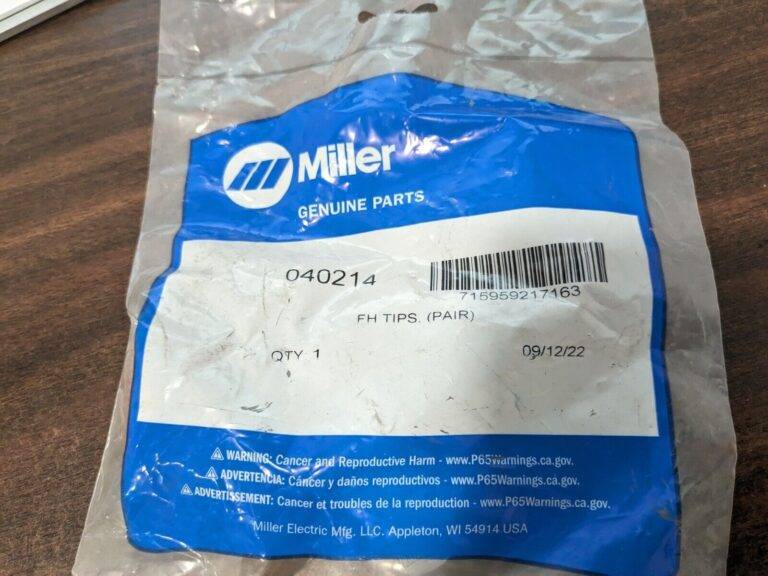 Miller
GENUINE PARTS
040214
715959217163
FH TIPS. (PAIR)
QTY 1
09/12/22
⚠ WARNING: Cancer and Reproductive Harm - www.P65Warnings.ca.gov.
⚠ ADVERTENCIA: Cáncer y daños reproductivos - www.P65Warnings.ca.gov.
⚠ ADVERTISSEMENT: Cancer et troubles de la reproduction - www.P65Warnings.ca.gov.
Miller Electric Mfg. LLC. Appleton, WI 54914 USA